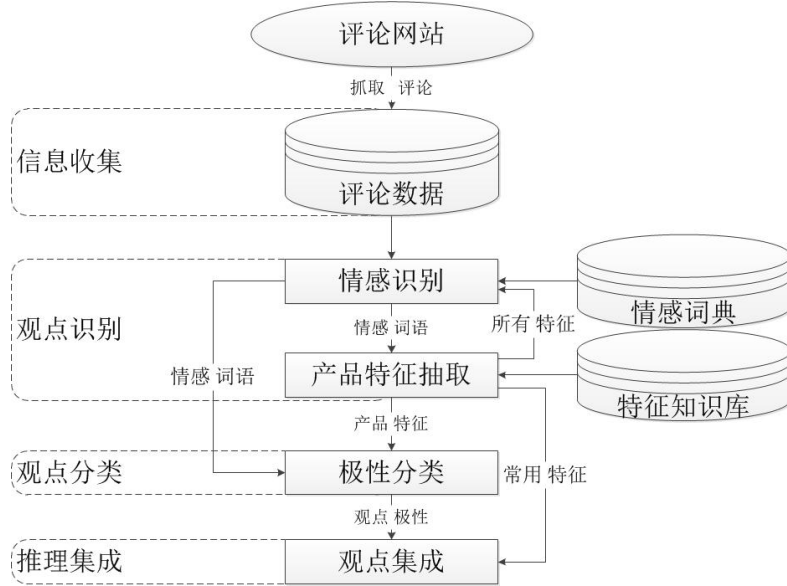 评论网站
抓取 评论
信息收集
评论数据
情感识别
情感词典
观点识别
情感 词语
所有 特征
情感 词语
产品特征抽取
特征知识库
产品 特征
观点分类
极性分类
常用 特征
观点 极性
推理集成
观点集成